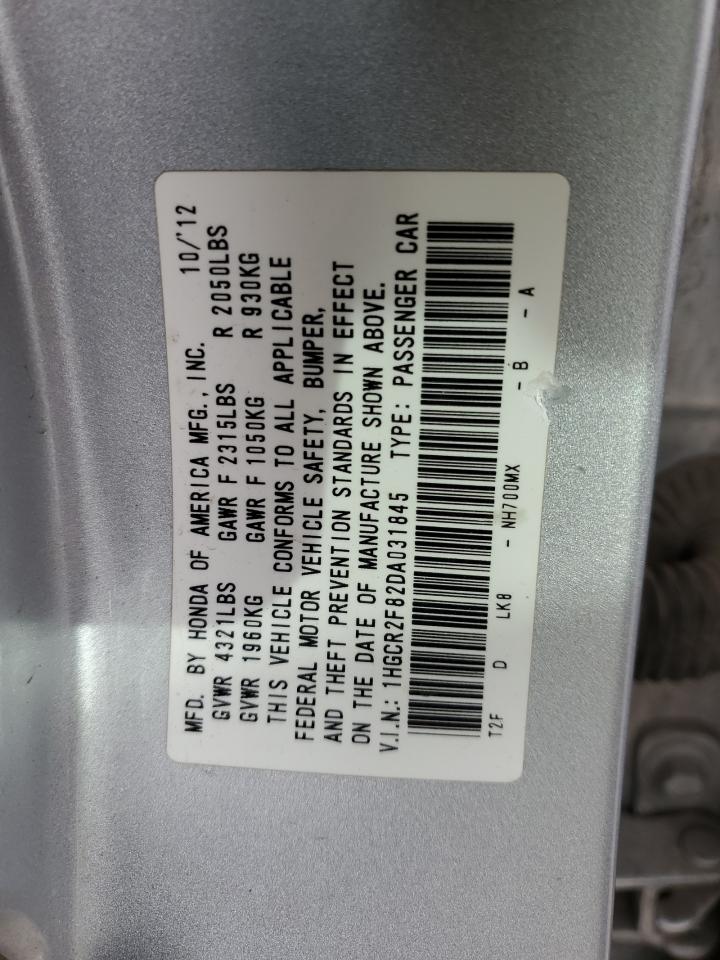 MFD. BY HONDA OF AMERICA MFG., INC. 10/'12
GVWR 4321LBS GAWR F 2315LBS R 2050LBS
GVWR 1960KG GAWR F 1050KG R 930KG
THIS VEHICLE CONFORMS TO ALL APPLICABLE
FEDERAL MOTOR VEHICLE SAFETY, BUMPER,
AND THEFT PREVENTION STANDARDS IN EFFECT
ON THE DATE OF MANUFACTURE SHOWN ABOVE.
V.I.N.: 1HGCR2F82DA031845 TYPE: PASSENGER CAR
T2F D LK8 - NH700MX - B - A